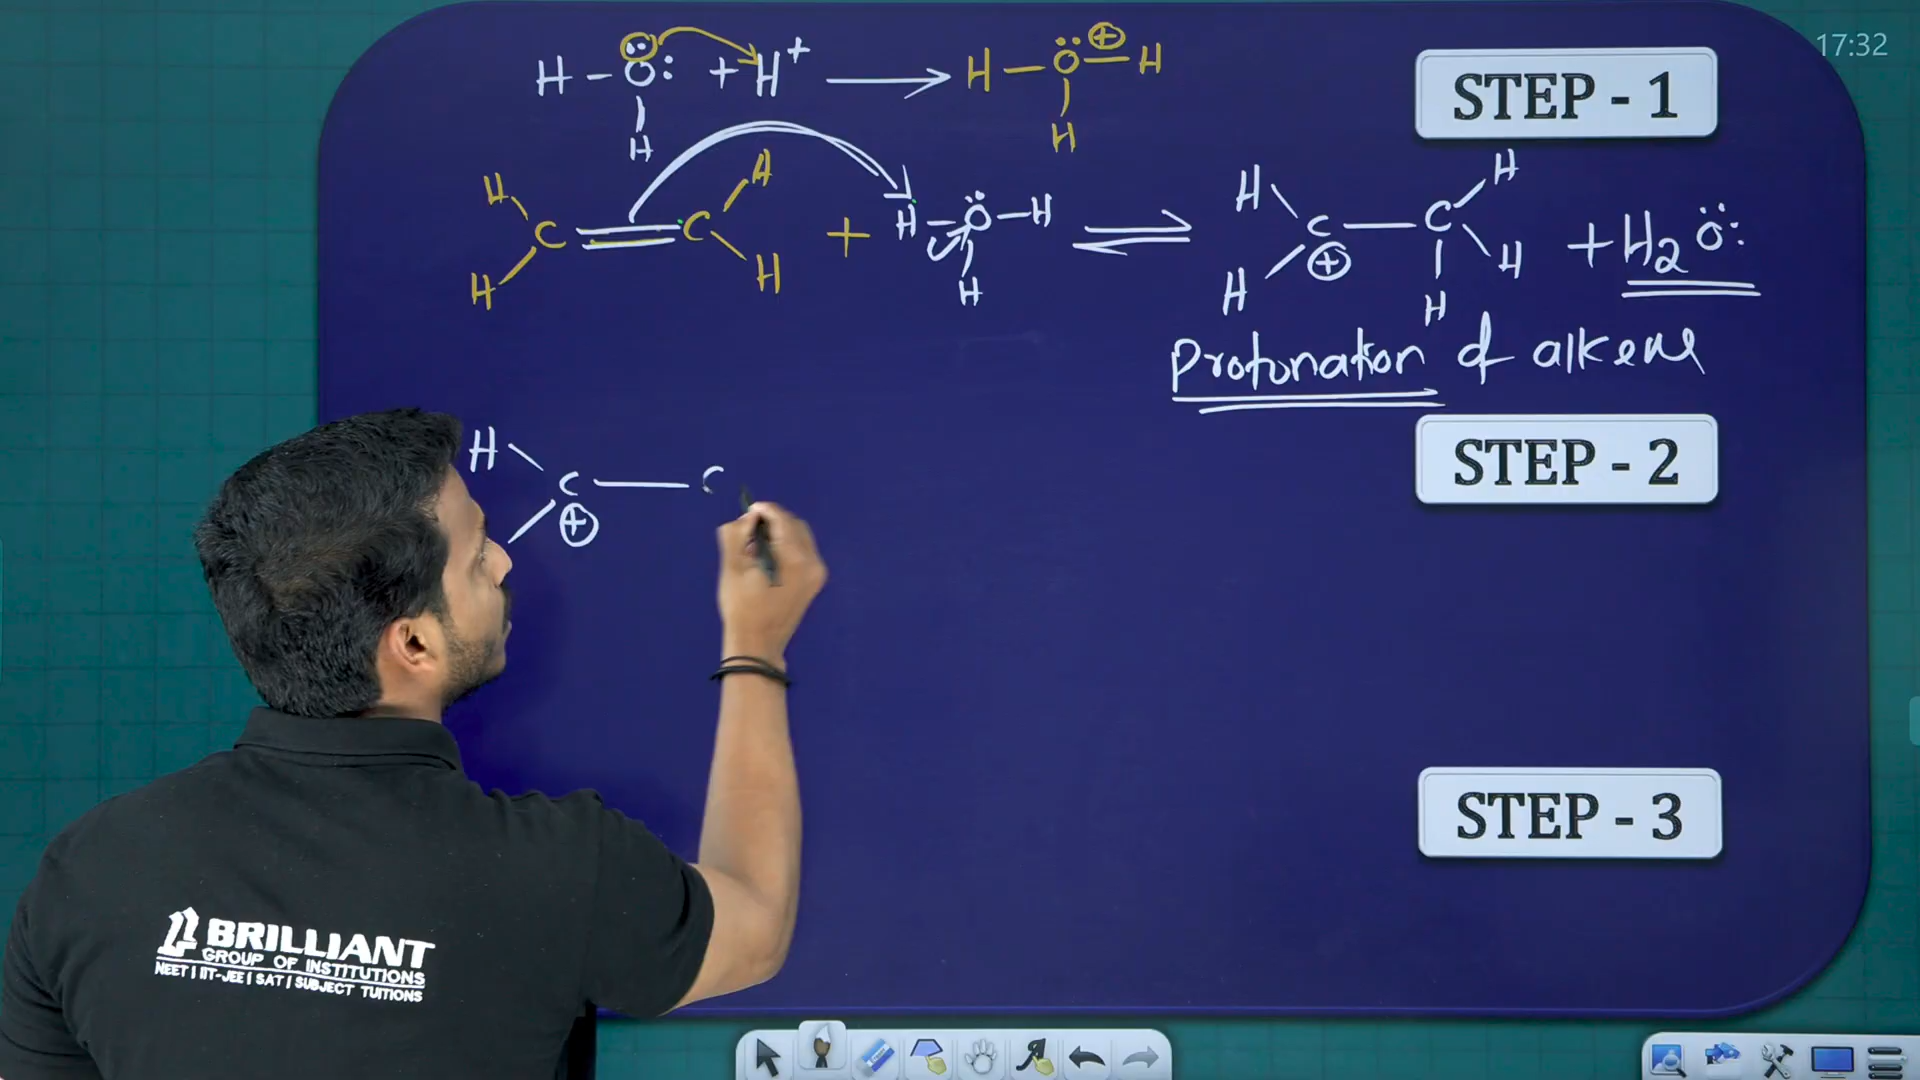 17:32
H - Ö: + H⁺ ⟶ H — Ö⊕ — H
H H
STEP - 1
H H H H
C = C + H - Ö - H ⇌ C — C H + H₂Ö:
⊕
H H H H H
Protonation of alkene
STEP - 2
H
C — C
⊕
STEP - 3
BRILLIANT
GROUP OF INSTITUTIONS
NEET | IIT-JEE | SAT | SUBJECT TUITIONS